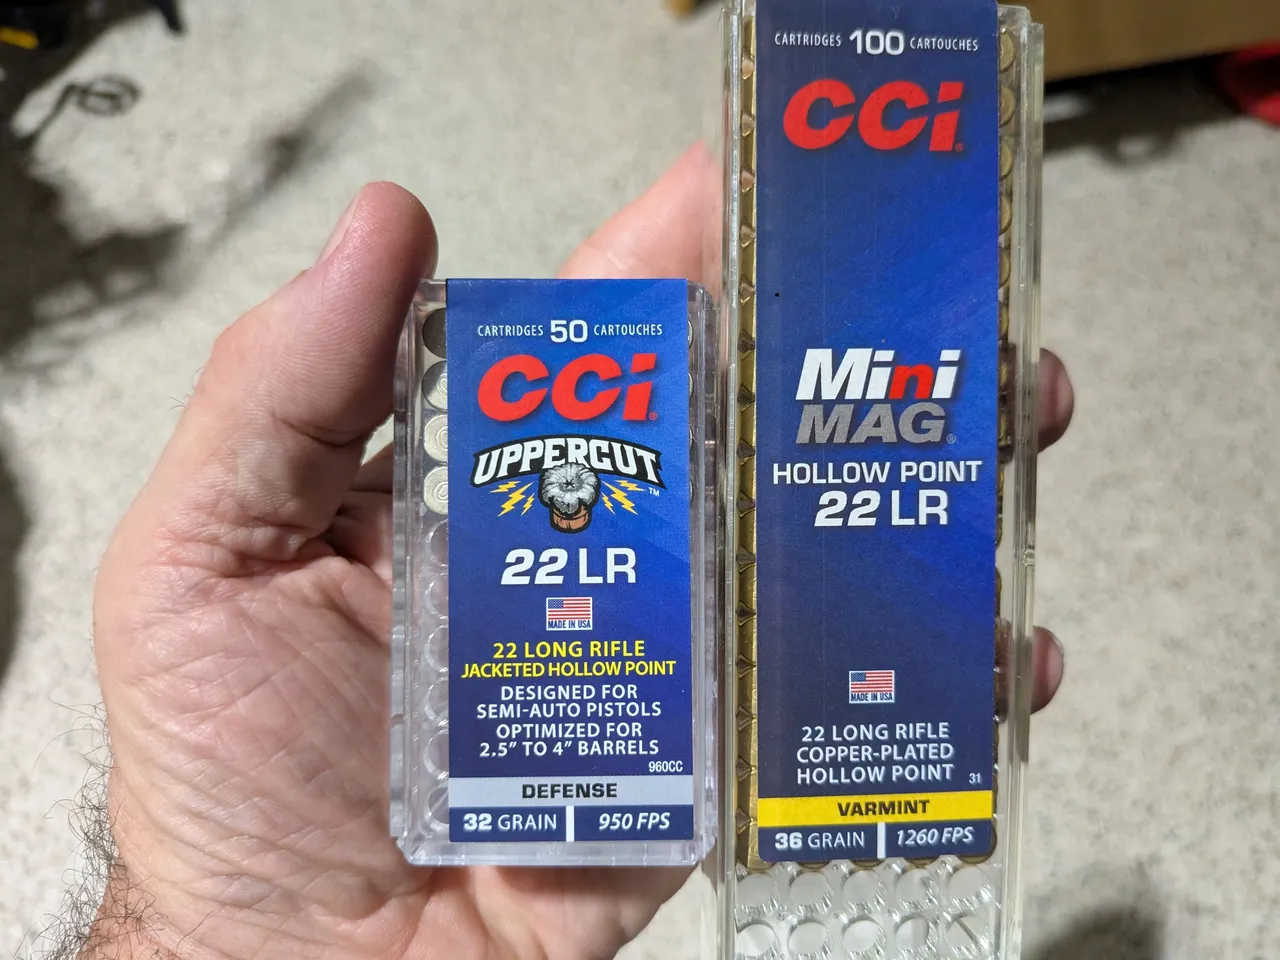 CARTRIDGES 50 CARTOUCHES
CCi®
UPPERCUT™
22 LR
MADE IN USA
22 LONG RIFLE
JACKETED HOLLOW POINT
DESIGNED FOR
SEMI-AUTO PISTOLS
OPTIMIZED FOR
2.5" TO 4" BARRELS
960CC
DEFENSE
32 GRAIN | 950 FPS
CARTRIDGES 100 CARTOUCHES
CCi®
Mini
MAG®
HOLLOW POINT
22 LR
MADE IN USA
22 LONG RIFLE
COPPER-PLATED
HOLLOW POINT
31
VARMINT
36 GRAIN | 1260 FPS